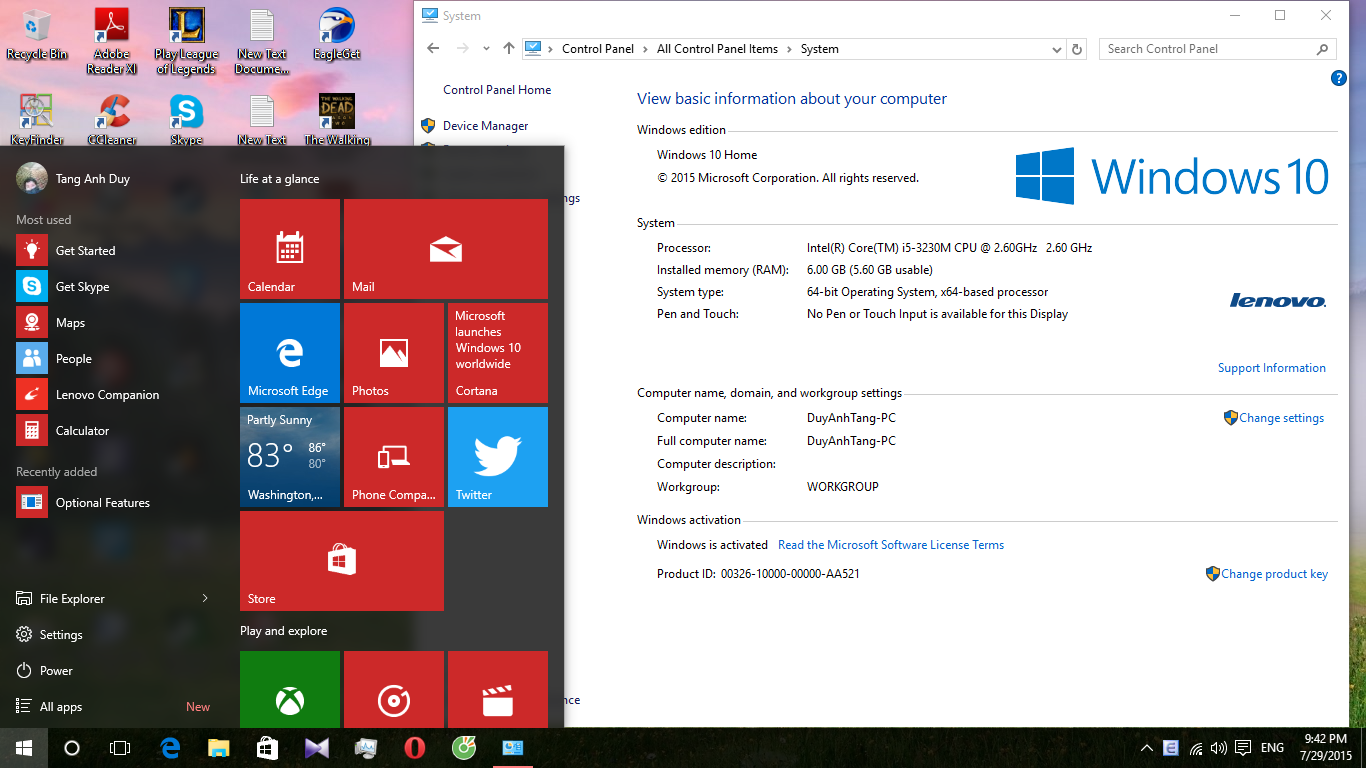 Recycle Bin
Adobe Reader XI
Play League of Legends
New Text Docume...
EagleGet
KeyFinder
CCleaner
Skype
New Text
The Walking
THE WALKING
DEAD
System
Control Panel
All Control Panel Items
System
Search Control Panel
Control Panel Home
Device Manager
ngs
nce
View basic information about your computer
Windows edition
Windows 10 Home
© 2015 Microsoft Corporation. All rights reserved.
Windows 10
System
Processor: Intel(R) Core(TM) i5-3230M CPU @ 2.60GHz 2.60 GHz
Installed memory (RAM): 6.00 GB (5.60 GB usable)
System type: 64-bit Operating System, x64-based processor
Pen and Touch: No Pen or Touch Input is available for this Display
lenovo
Support Information
Computer name, domain, and workgroup settings
Computer name: DuyAnhTang-PC
Change settings
Full computer name: DuyAnhTang-PC
Computer description:
Workgroup: WORKGROUP
Windows activation
Windows is activated Read the Microsoft Software License Terms
Product ID: 00326-10000-00000-AA521
Change product key
Tang Anh Duy
Most used
Get Started
Get Skype
Maps
People
Lenovo Companion
Calculator
Recently added
Optional Features
File Explorer
Settings
Power
All apps New
Life at a glance
Calendar
Mail
Microsoft Edge
Photos
Microsoft
launches
Windows 10
worldwide
Cortana
Partly Sunny
83° 86°
80°
Washington,...
Phone Compa...
Twitter
Store
Play and explore
ENG
9:42 PM
7/29/2015